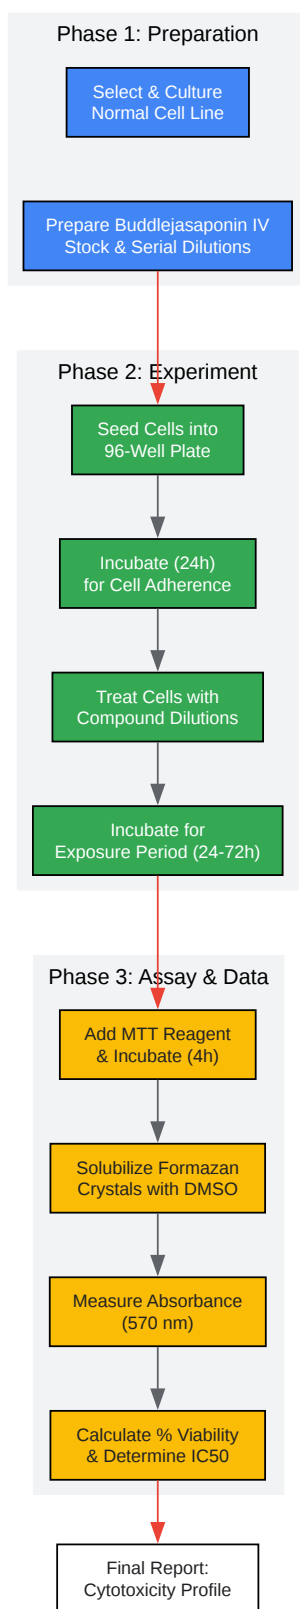 Phase 1: Preparation
Select & Culture
Normal Cell Line
Prepare Buddlejasaponin IV
Stock & Serial Dilutions
Phase 2: Experiment
Seed Cells into
96-Well Plate
Incubate (24h)
for Cell Adherence
Treat Cells with
Compound Dilutions
Incubate for
Exposure Period (24-72h)
Phase 3: Assay & Data
Add MTT Reagent
& Incubate (4h)
Solubilize Formazan
Crystals with DMSO
Measure Absorbance
(570 nm)
Calculate % Viability
& Determine IC50
Final Report:
Cytotoxicity Profile